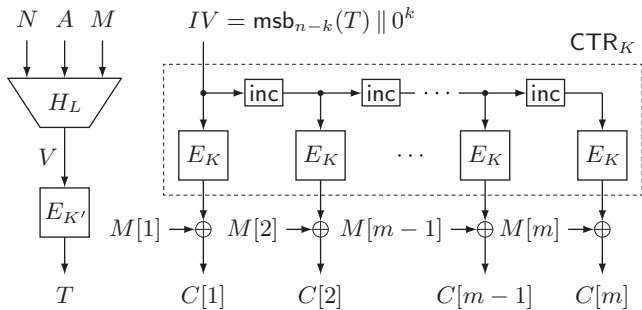 N A M IV = msb_{n−k}(T) ∥ 0^k
CTR_K
H_L inc inc · · · inc
V E_K E_K · · · E_K E_K
E_{K′}
M[1] ⊕ M[2] ⊕ M[m − 1] ⊕ M[m] ⊕
T C[1] C[2] C[m − 1] C[m]